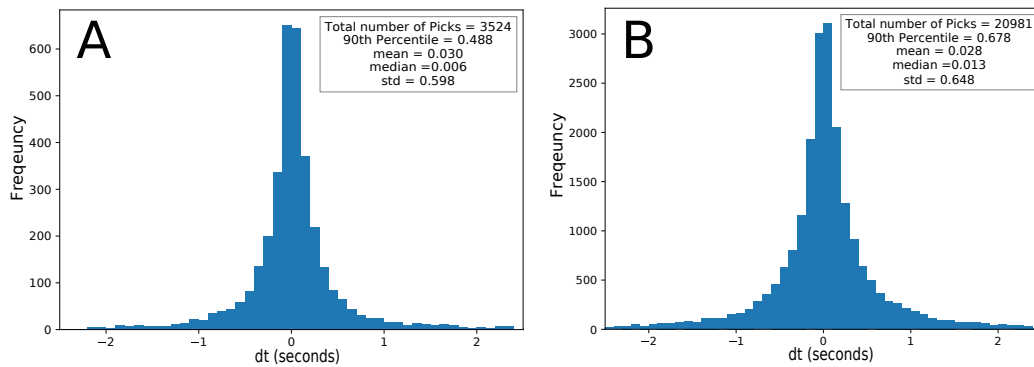 A
Total number of Picks = 3524
90th Percentile = 0.488
mean = 0.030
median =0.006
std = 0.598
600
500
400
300
200
100
0
Freqeuncy
−2 −1 0 1 2
dt (seconds)
B
Total number of Picks = 20981
90th Percentile = 0.678
mean = 0.028
median =0.013
std = 0.648
3000
2500
2000
1500
1000
500
0
Freqeuncy
−2 −1 0 1 2
dt (seconds)